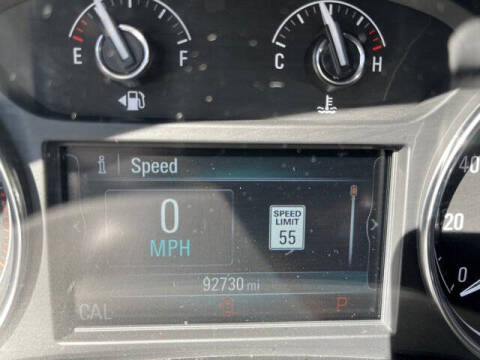 E F
C H
i Speed
0
MPH
SPEED
LIMIT
55
92730 mi
CAL P
40
20
0